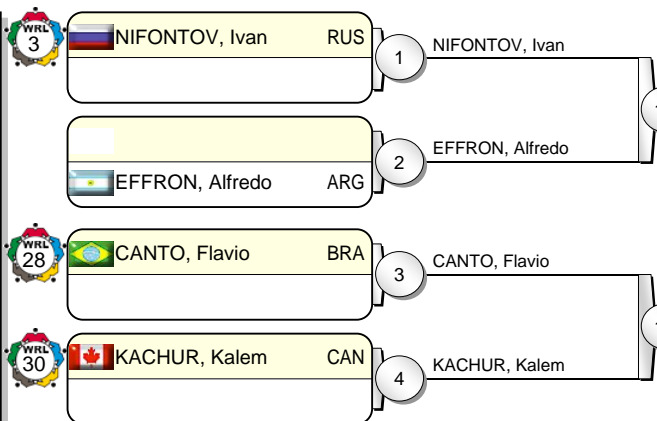 WRL
3
NIFONTOV, Ivan RUS
1
NIFONTOV, Ivan
2
EFFRON, Alfredo
EFFRON, Alfredo ARG
WRL
28
CANTO, Flavio BRA
3
CANTO, Flavio
WRL
30
KACHUR, Kalem CAN
4
KACHUR, Kalem